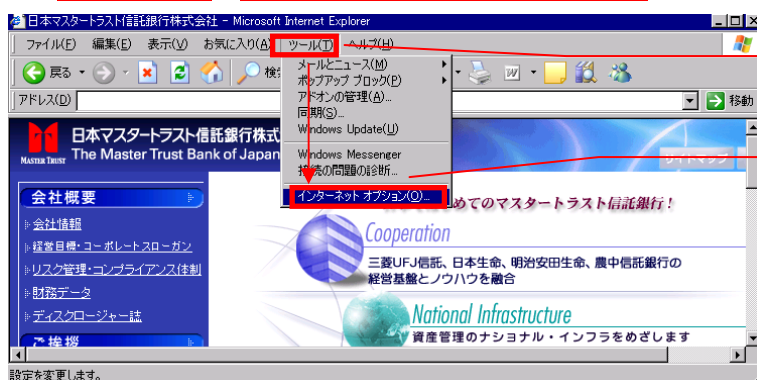 日本マスタートラスト信託銀行株式会社 - Microsoft Internet Explorer
ファイル(F) 編集(E) 表示(V) お気に入り(A) ツール(T) ヘルプ(H)
戻る
メールとニュース(M)
ポップアップ ブロック(P)
アドオンの管理(A)...
同期(S)...
Windows Update(U)
Windows Messenger
接続の問題の診断...
インターネット オプション(O)...
アドレス(D) 移動
日本マスタートラスト信託銀行株式
MASTER TRUST The Master Trust Bank of Japan
サイトマップ
会社概要
会社情報
経営目標・コーポレートスローガン
リスク管理・コンプライアンス体制
財務データ
ディスクロージャー誌
ご挨拶
めてのマスタートラスト信託銀行!
Cooperation
三菱UFJ信託、日本生命、明治安田生命、農中信託銀行の
経営基盤とノウハウを融合
National Infrastructure
資産管理のナショナル・インフラをめざします
設定を変更します。